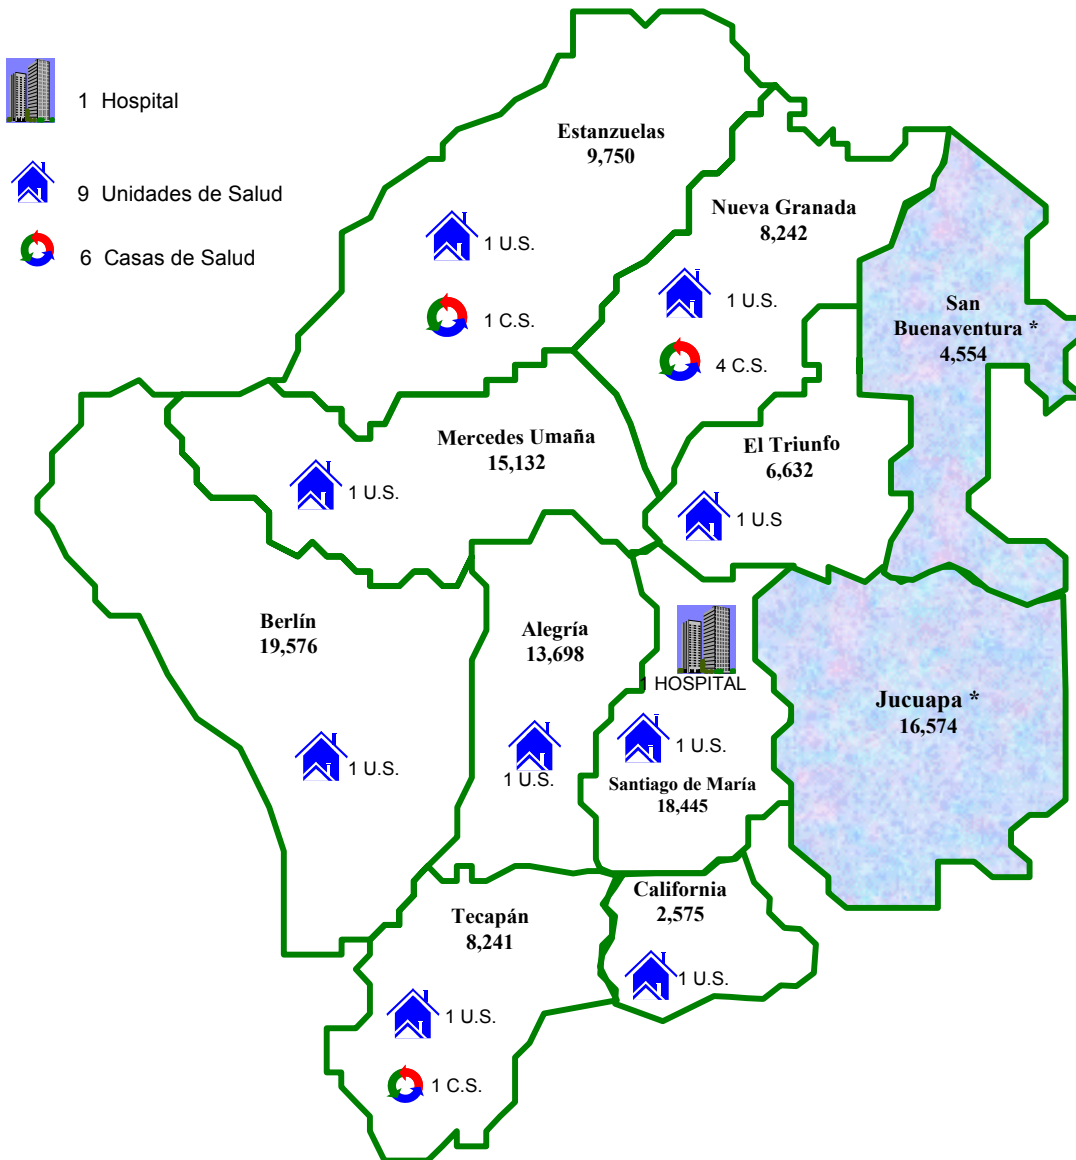 1 Hospital
9 Unidades de Salud
6 Casas de Salud
Estanzuelas
9,750
1 U.S.
1 C.S.
Nueva Granada
8,242
1 U.S.
4 C.S.
San
Buenaventura *
4,554
Mercedes Umaña
15,132
1 U.S.
El Triunfo
6,632
1 U.S
Berlín
19,576
1 U.S.
Alegría
13,698
1 U.S.
1 HOSPITAL
1 U.S.
Santiago de María
18,445
Jucuapa *
16,574
California
2,575
1 U.S.
Tecapán
8,241
1 U.S.
1 C.S.